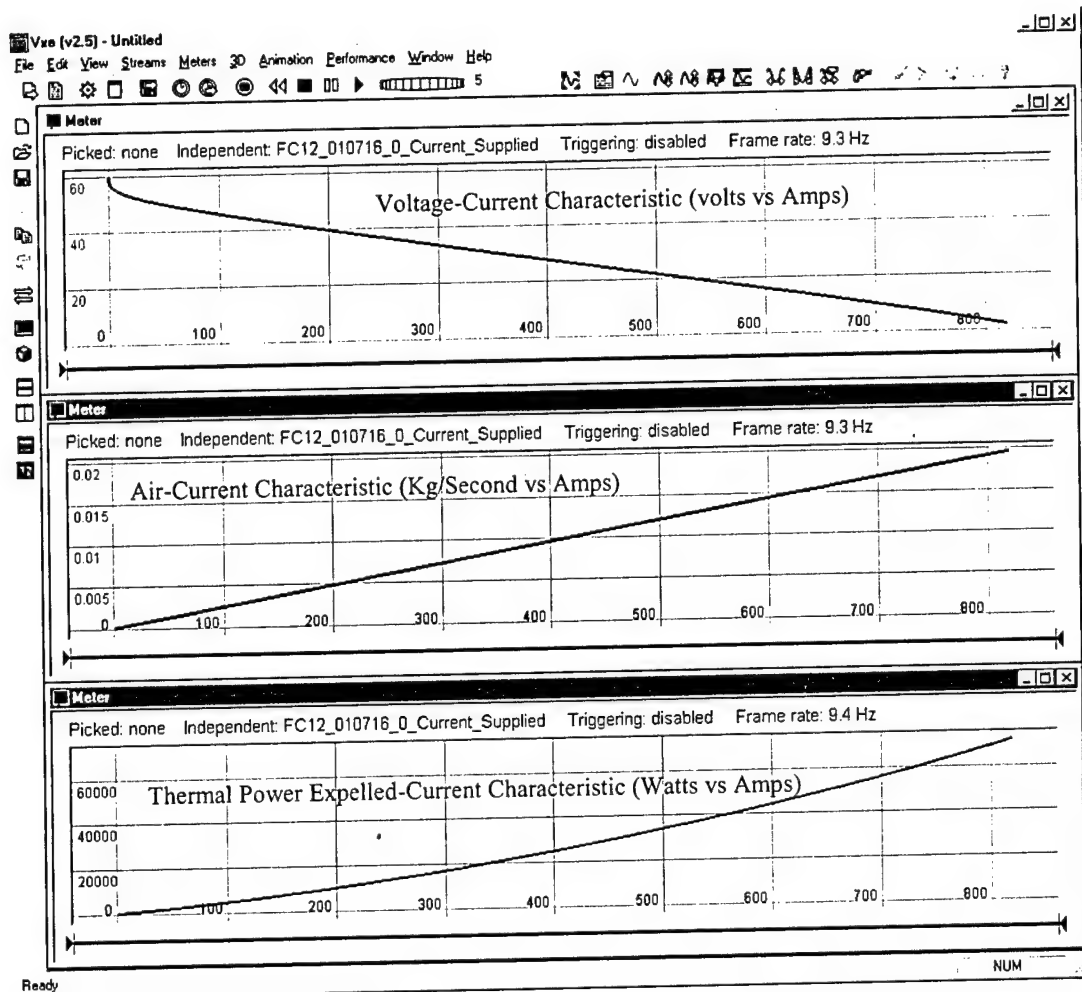 Vxe (v2.5) - Untitled
File Edit View Streams Meters 3D Animation Performance Window Help
5
Meter
Picked: none Independent: FC12_010716_0_Current_Supplied Triggering: disabled Frame rate: 9.3 Hz
Voltage-Current Characteristic (volts vs Amps)
60
40
20
0 100 200 300 400 500 600 700 800
Meter
Picked: none Independent: FC12_010716_0_Current_Supplied Triggering: disabled Frame rate: 9.3 Hz
Air-Current Characteristic (Kg/Second vs Amps)
0.02
0.015
0.01
0.005
0 100 200 300 400 500 600 700 800
Meter
Picked: none Independent: FC12_010716_0_Current_Supplied Triggering: disabled Frame rate: 9.4 Hz
Thermal Power Expelled-Current Characteristic (Watts vs Amps)
60000
40000
20000
0 100 200 300 400 500 600 700 800
NUM
Ready